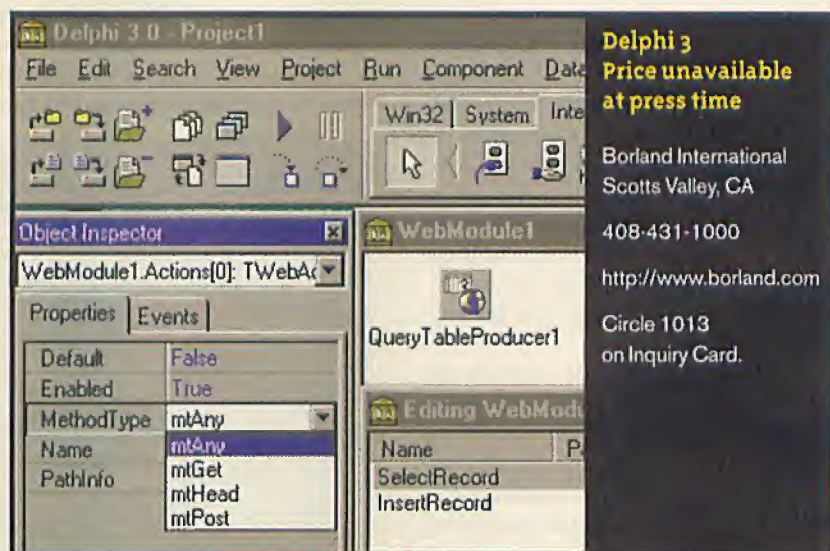 Delphi 3.0 - Project1
File Edit Search View Project Run Component Data
Win32 System Inte
Object Inspector
WebModule1.Actions[0]: TWebAc
Properties Events
Default False
Enabled True
MethodType mtAny
Name mtAny
PathInfo mtGet
mtHead
mtPost
WebModule1
QueryTableProducer1
Editing WebModu
Name Pa
SelectRecord
InsertRecord
Delphi 3
Price unavailable
at press time
Borland International
Scotts Valley, CA
408-431-1000
http://www.borland.com
Circle 1013
on Inquiry Card.